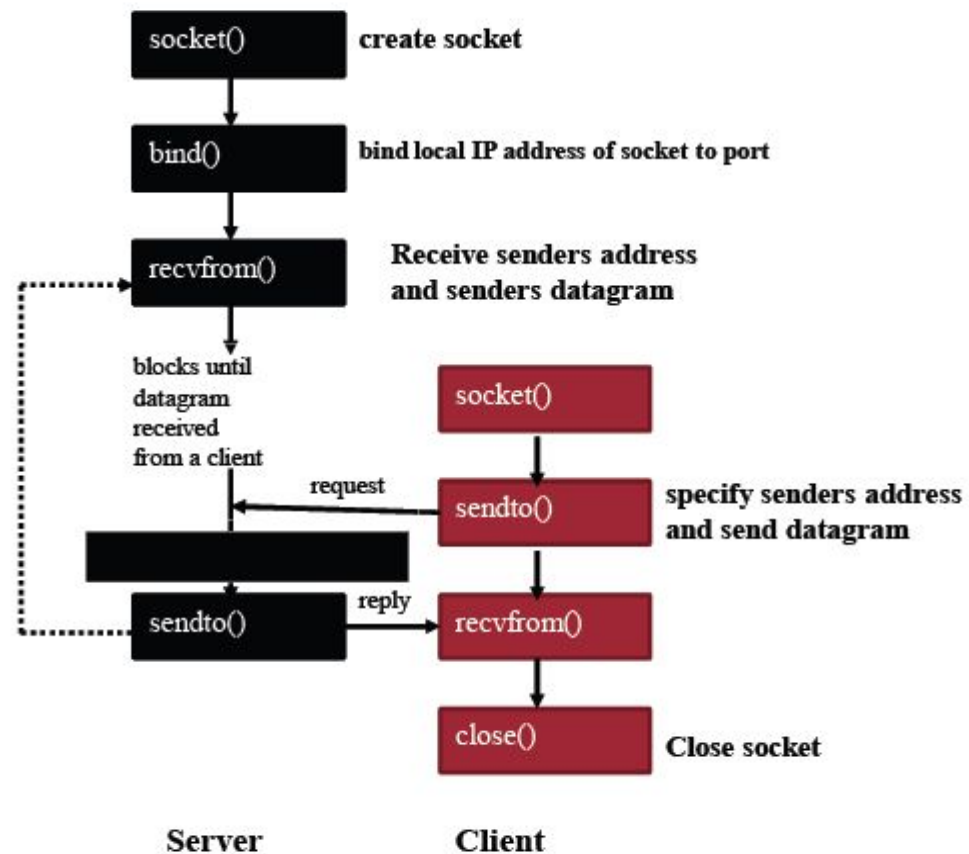 socket()
create socket
bind()
bind local IP address of socket to port
recvfrom()
Receive senders address
and senders datagram
blocks until
datagram
received
from a client
socket()
request
sendto()
specify senders address
and send datagram
sendto()
reply
recvfrom()
close()
Close socket
Server
Client